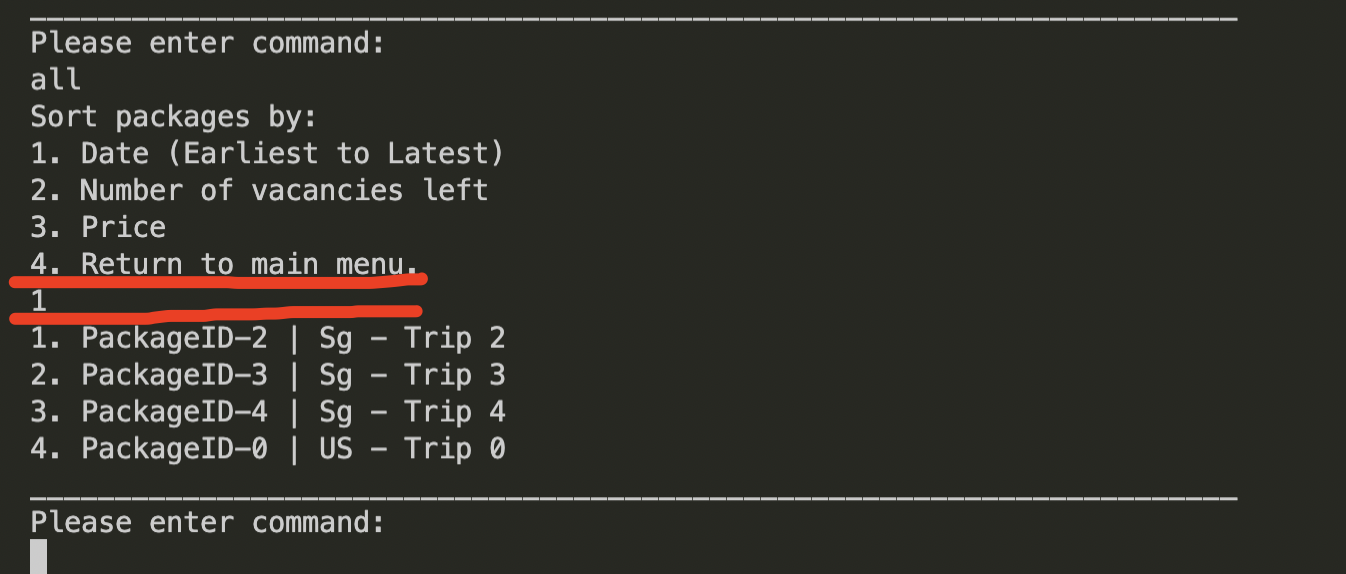 Please enter command:
all
Sort packages by:
1. Date (Earliest to Latest)
2. Number of vacancies left
3. Price
4. Return to main menu.
1
1. PackageID-2 | Sg - Trip 2
2. PackageID-3 | Sg - Trip 3
3. PackageID-4 | Sg - Trip 4
4. PackageID-0 | US - Trip 0
Please enter command: